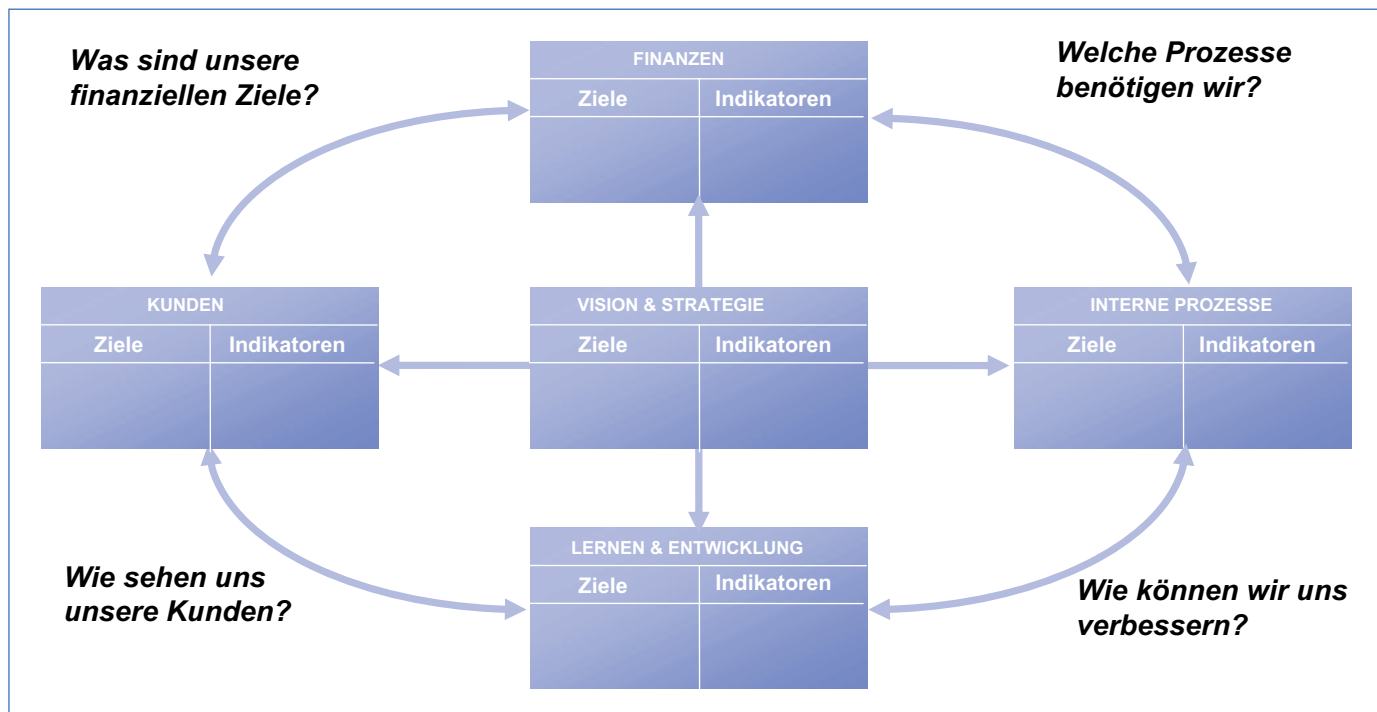 Was sind unsere
finanziellen Ziele?
FINANZEN
Ziele Indikatoren
Welche Prozesse
benötigen wir?
KUNDEN
Ziele Indikatoren
VISION & STRATEGIE
Ziele Indikatoren
INTERNE PROZESSE
Ziele Indikatoren
Wie sehen uns
unsere Kunden?
LERNEN & ENTWICKLUNG
Ziele Indikatoren
Wie können wir uns
verbessern?